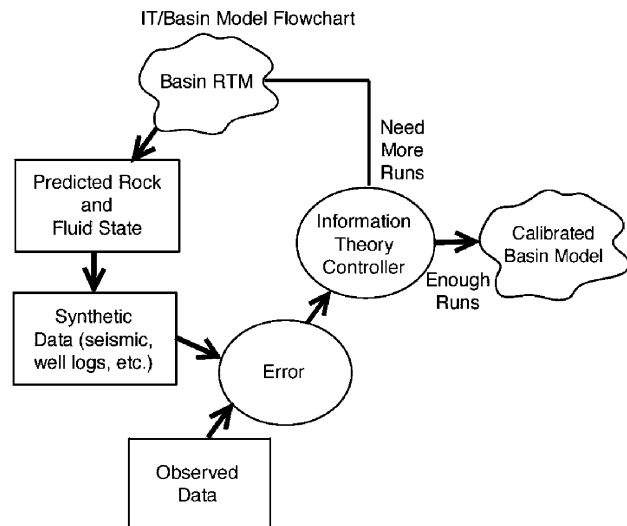 IT/Basin Model Flowchart
Basin RTM
Need
More
Runs
Predicted Rock
and
Fluid State
Information
Theory
Controller
Calibrated
Basin Model
Enough
Runs
Synthetic
Data (seismic,
well logs, etc.)
Error
Observed
Data